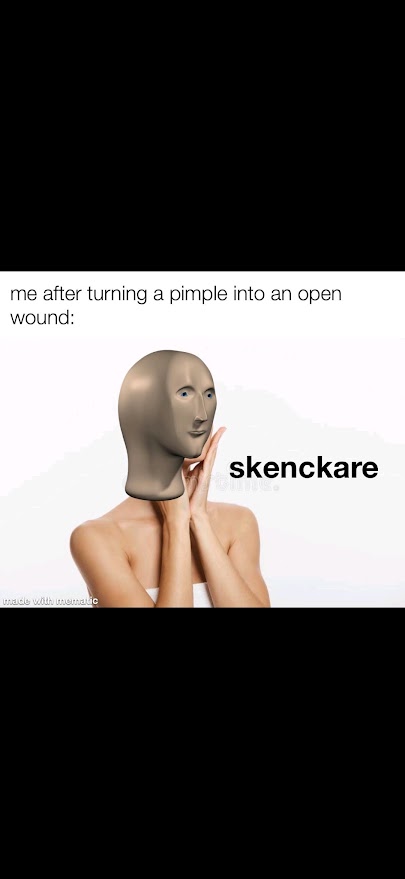 me after turning a pimple into an open
wound:
skenckare
made with mematic